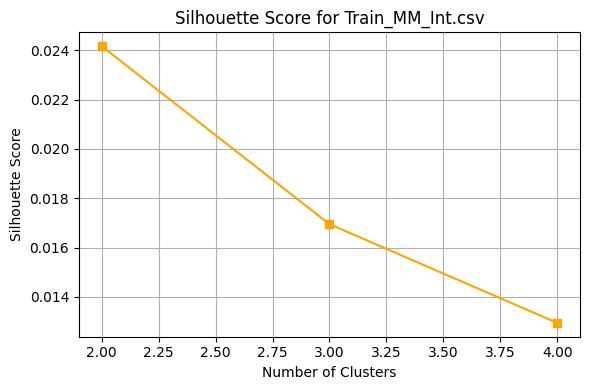 Silhouette Score for Train_MM_Int.csv
Silhouette Score
0.024
0.022
0.020
0.018
0.016
0.014
2.00 2.25 2.50 2.75 3.00 3.25 3.50 3.75 4.00
Number of Clusters